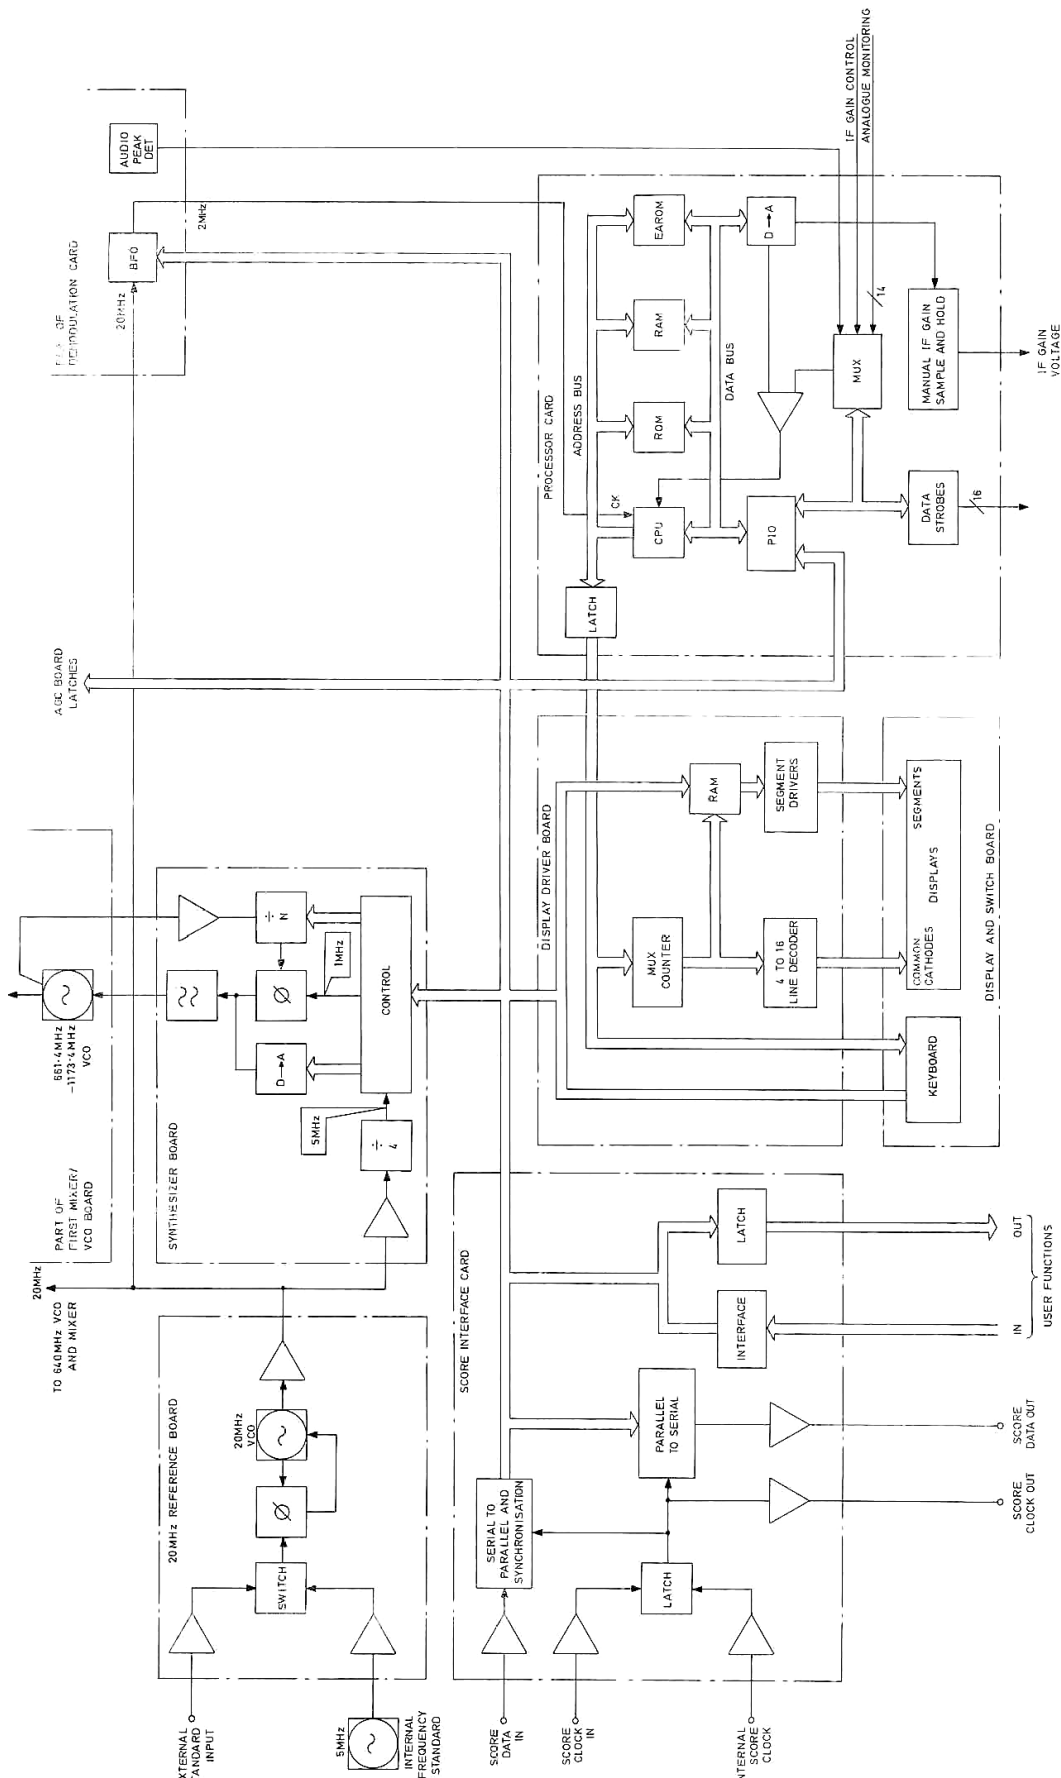 EXTERNAL
STANDARD
INPUT
5MHz
INTERNAL
FREQUENCY
STANDARD
20MHz REFERENCE BOARD
SWITCH
Ø
20MHz
VCO
20MHz
TO 640MHz VCO
AND MIXER
PART OF
FIRST MIXER/
VCO BOARD
661·4MHz
-1173·4MHz
VCO
SYNTHESIZER BOARD
÷
4
5MHz
CONTROL
D→A
Ø
1MHz
÷
N
AGC BOARD
LATCHES
PART OF
DEMODULATION CARD
20MHz
BFO
2MHz
AUDIO
PEAK
DET
SCORE
DATA
IN
SCORE
CLOCK
IN
INTERNAL
SCORE
CLOCK
SCORE INTERFACE CARD
SERIAL TO
PARALLEL AND
SYNCHRONISATION
LATCH
PARALLEL
TO SERIAL
INTERFACE
LATCH
SCORE
CLOCK OUT
SCORE
DATA OUT
IN
OUT
USER FUNCTIONS
DISPLAY DRIVER BOARD
MUX
COUNTER
4 TO 16
LINE DECODER
RAM
SEGMENT
DRIVERS
KEYBOARD
COMMON
CATHODES
DISPLAYS
SEGMENTS
DISPLAY AND SWITCH BOARD
PROCESSOR CARD
LATCH
ADDRESS BUS
CK
CPU
ROM
RAM
EAROM
DATA BUS
PIO
D→A
MUX
DATA
STROBES
16
MANUAL IF GAIN
SAMPLE AND HOLD
14
IF GAIN CONTROL
ANALOGUE MONITORING
IF GAIN
VOLTAGE